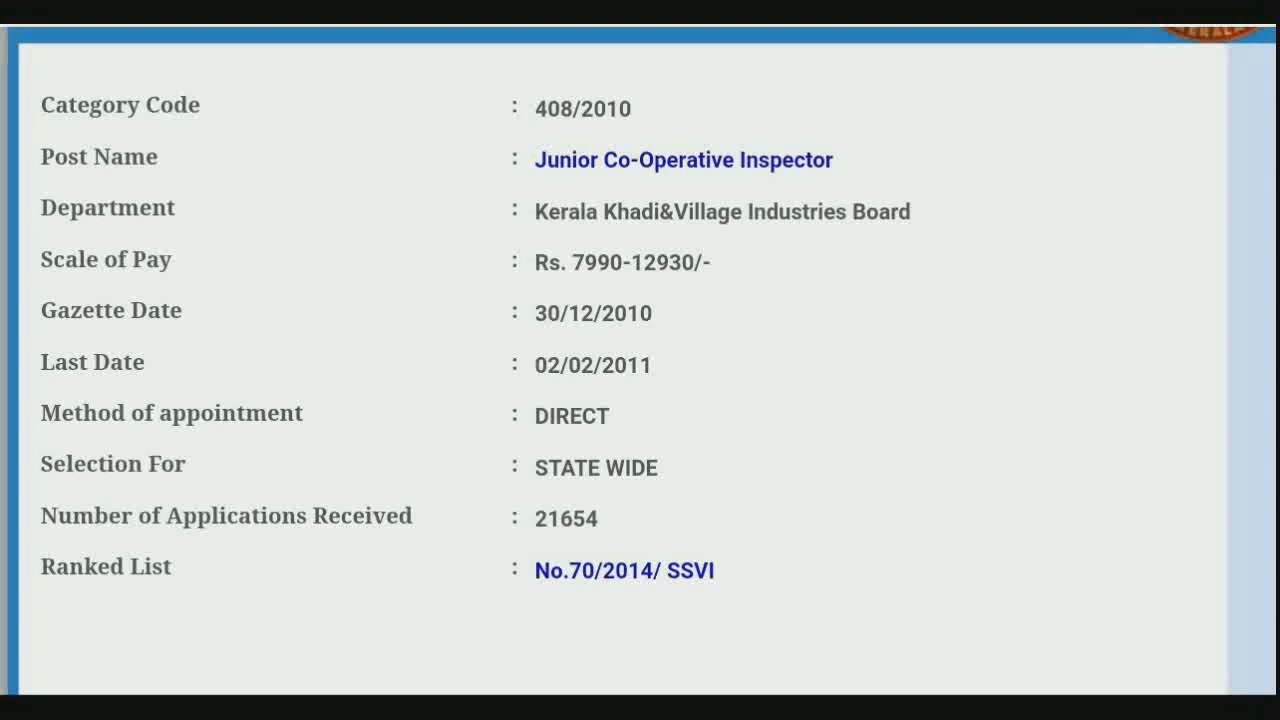 KERALA
Category Code : 408/2010
Post Name : Junior Co-Operative Inspector
Department : Kerala Khadi&Village Industries Board
Scale of Pay : Rs. 7990-12930/-
Gazette Date : 30/12/2010
Last Date : 02/02/2011
Method of appointment : DIRECT
Selection For : STATE WIDE
Number of Applications Received : 21654
Ranked List : No.70/2014/ SSVI